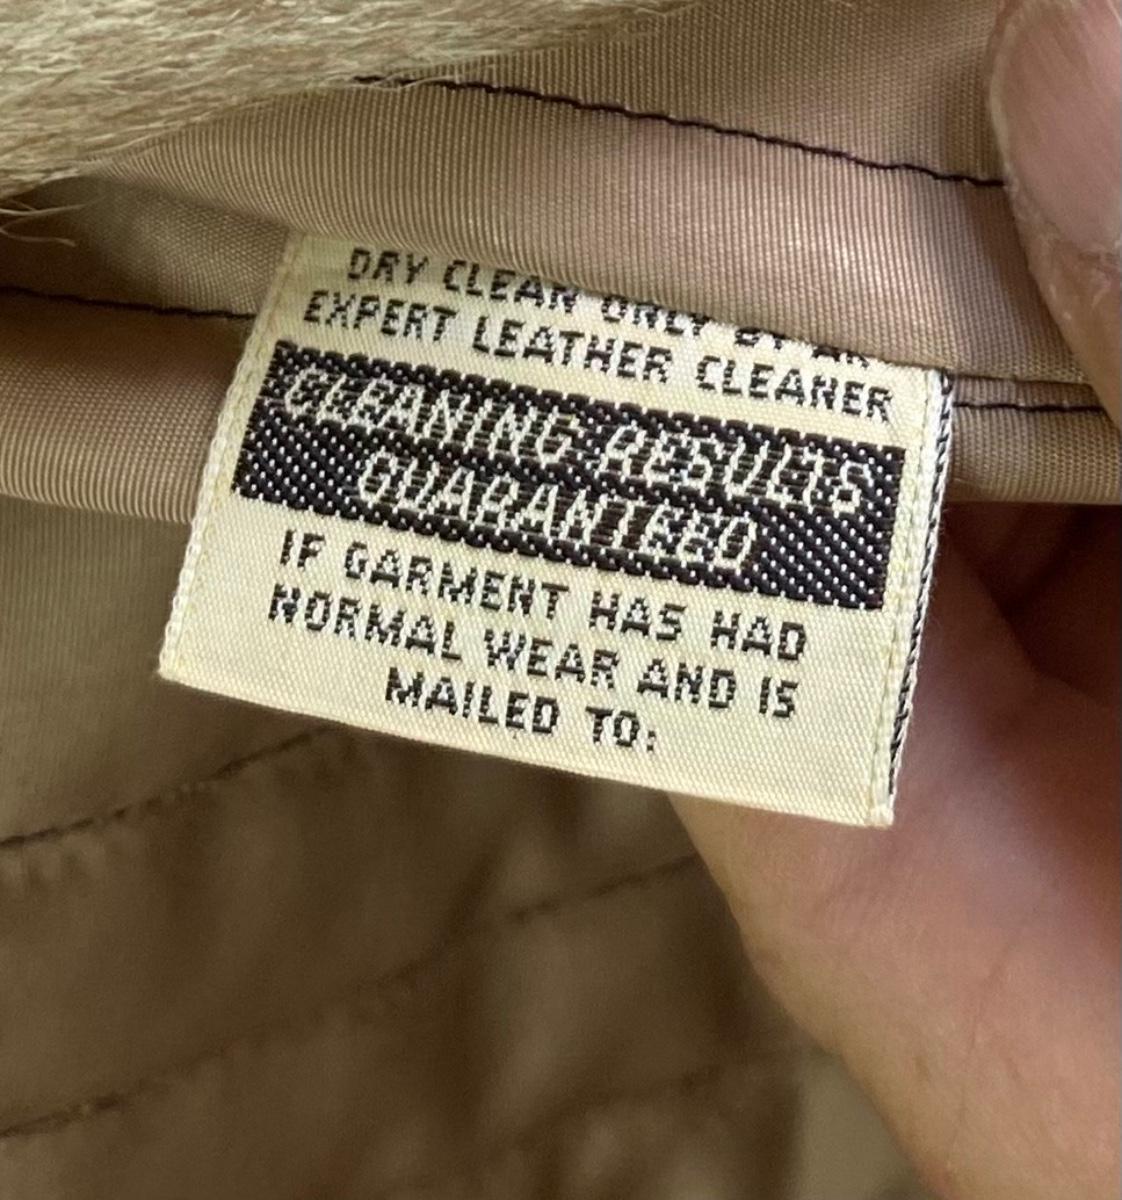 DRY CLEAN ONLY BY AN
EXPERT LEATHER CLEANER
CLEANING RESULTS
GUARANTEED
IF GARMENT HAS HAD
NORMAL WEAR AND IS
MAILED TO: